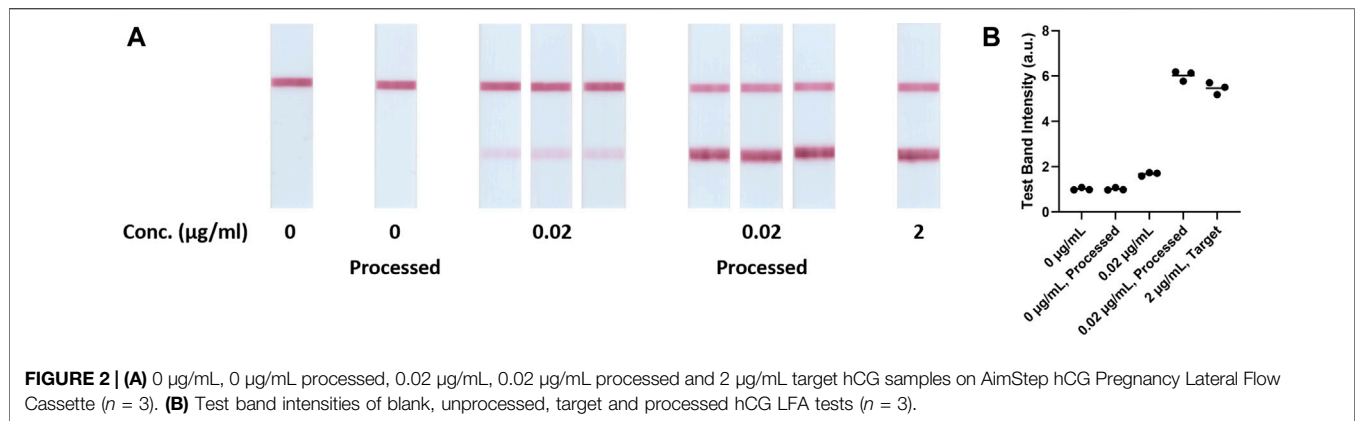 A
Conc. (µg/ml) 0 0 0.02 0.02 2
Processed Processed
B
Test Band Intensity (a.u.)
8
6
4
2
0
0 µg/mL
0 µg/mL, Processed
0.02 µg/mL
0.02 µg/mL, Processed
2 µg/mL, Target
FIGURE 2 | (A) 0 µg/mL, 0 µg/mL processed, 0.02 µg/mL, 0.02 µg/mL processed and 2 µg/mL target hCG samples on AimStep hCG Pregnancy Lateral Flow
Cassette (n = 3). (B) Test band intensities of blank, unprocessed, target and processed hCG LFA tests (n = 3).